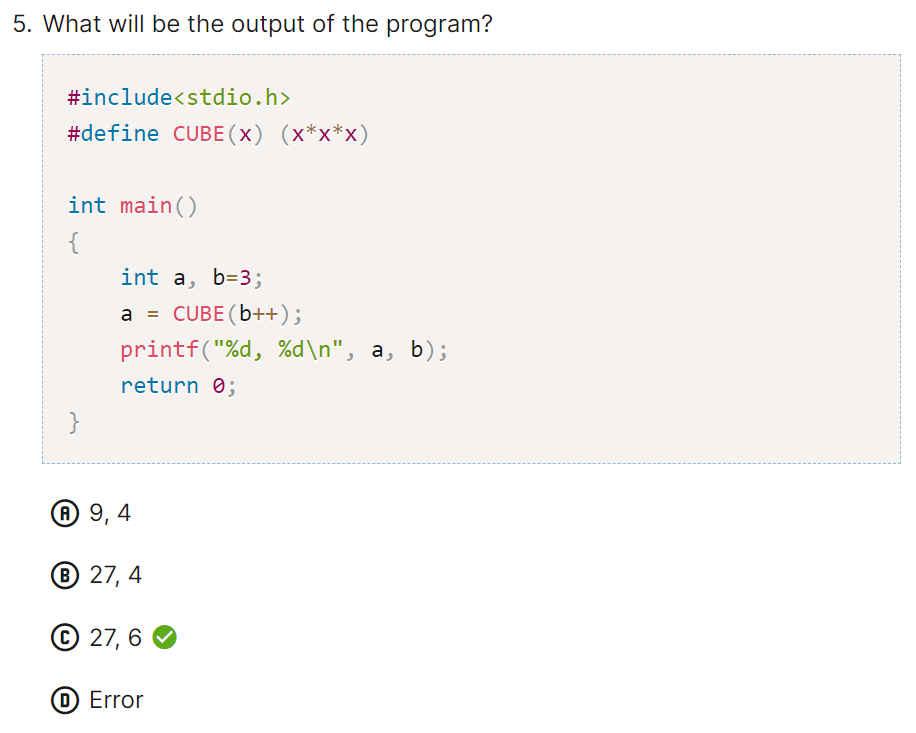 5. What will be the output of the program?
#include<stdio.h>
#define CUBE(x) (x*x*x)
int main()
{
    int a, b=3;
    a = CUBE(b++);
    printf("%d, %d\n", a, b);
    return 0;
}
A 9, 4
B 27, 4
C 27, 6
D Error